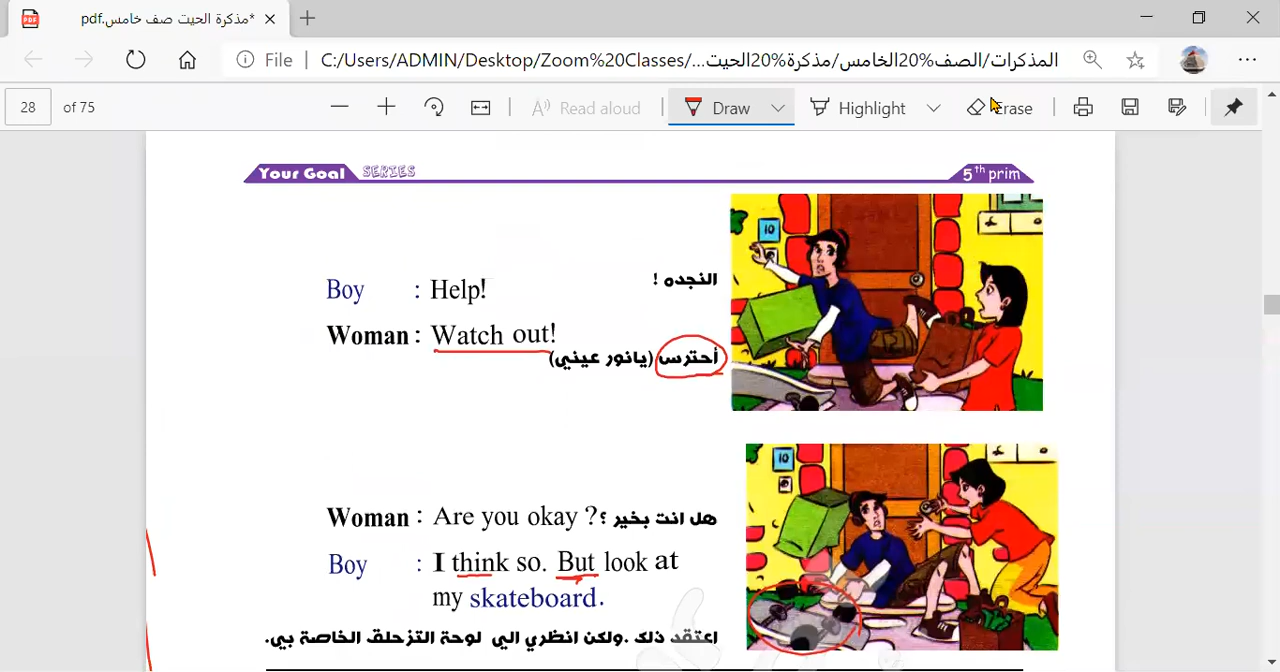 مذكرة الحيت صف خامس.pdf*
File C:/Users/ADMIN/Desktop/Zoom%20Classes/المذكرات/الصف%20الخامس/مذكرة%20الحيت...
28 of 75 Read aloud Draw Highlight Erase
Your Goal SERIES 5th prim
10
Boy : Help! النجده !
Woman : Watch out!
أحترس (يانور عيني)
10
Woman : Are you okay ? هل انت بخير ؟
Boy : I think so. But look at
my skateboard.
اعتقد ذلك .ولكن انظري الي لوحة التزحلق الخاصة بي.